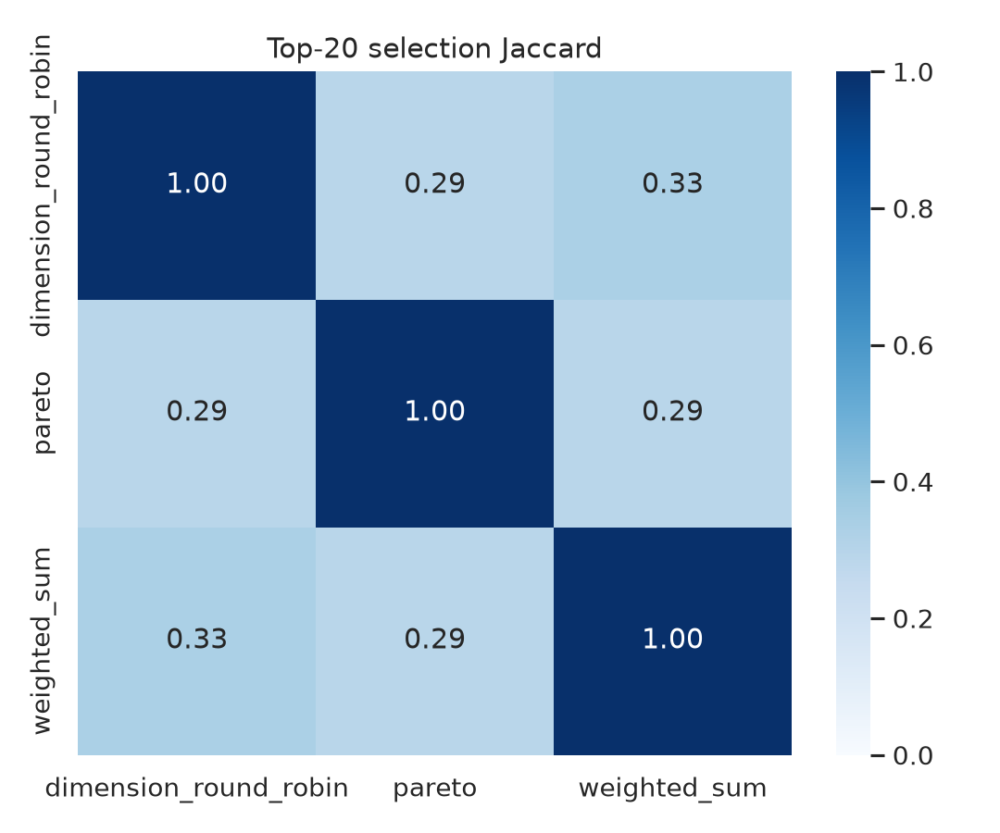 Top-20 selection Jaccard
dimension_round_robin
1.00 0.29 0.33
pareto
0.29 1.00 0.29
weighted_sum
0.33 0.29 1.00
dimension_round_robin pareto weighted_sum
1.0
0.8
0.6
0.4
0.2
0.0